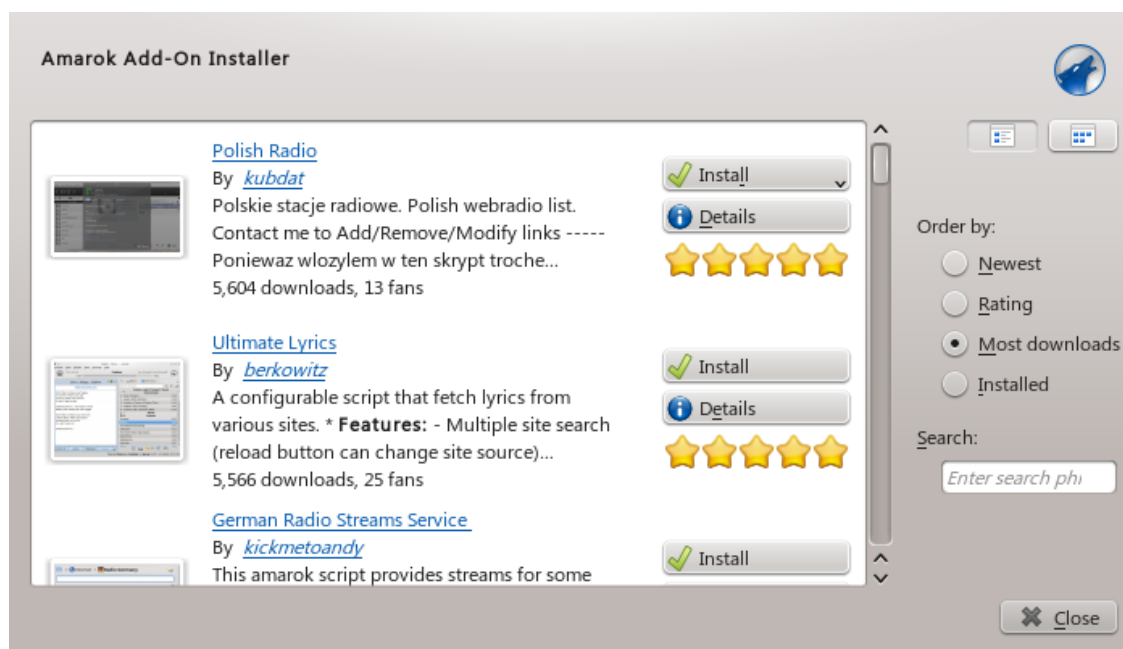 Amarok Add-On Installer
Polish Radio
By kubdat
Polskie stacje radiowe. Polish webradio list.
Contact me to Add/Remove/Modify links -----
Poniewaz wlozylem w ten skrypt troche...
5,604 downloads, 13 fans
Install
Details
Ultimate Lyrics
By berkowitz
A configurable script that fetch lyrics from
various sites. * Features: - Multiple site search
(reload button can change site source)...
5,566 downloads, 25 fans
Install
Details
German Radio Streams Service
By kickmetoandy
This amarok script provides streams for some
Install
Order by:
Newest
Rating
Most downloads
Installed
Search:
Enter search phr
Close